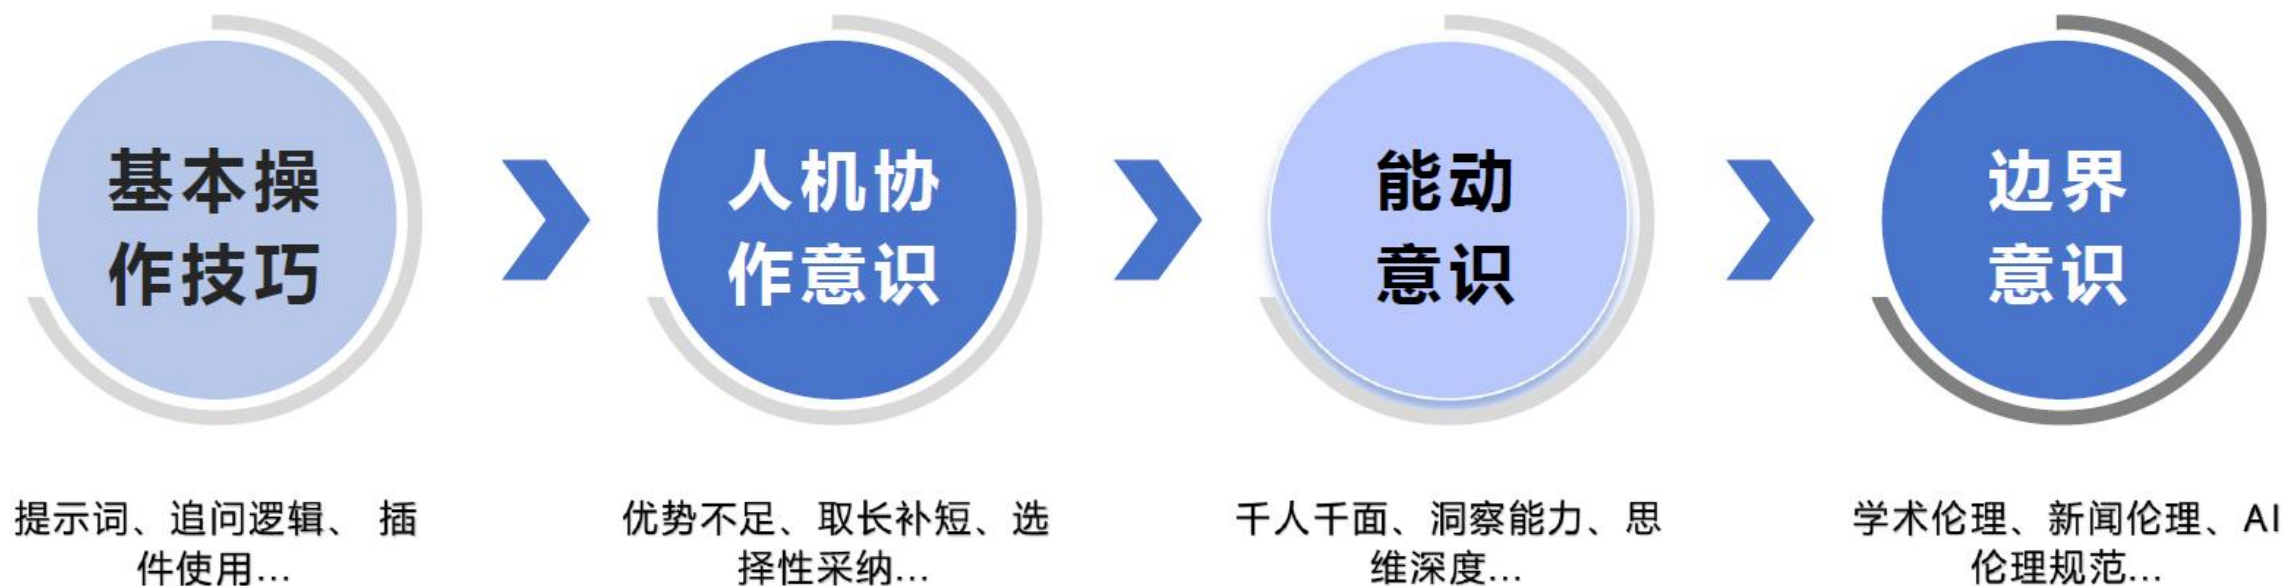 基本操
作技巧
人机协
作意识
能动
意识
边界
意识
提示词、追问逻辑、 插
件使用...
优势不足、取长补短、选
择性采纳...
千人千面、洞察能力、思
维深度...
学术伦理、新闻伦理、AI
伦理规范...